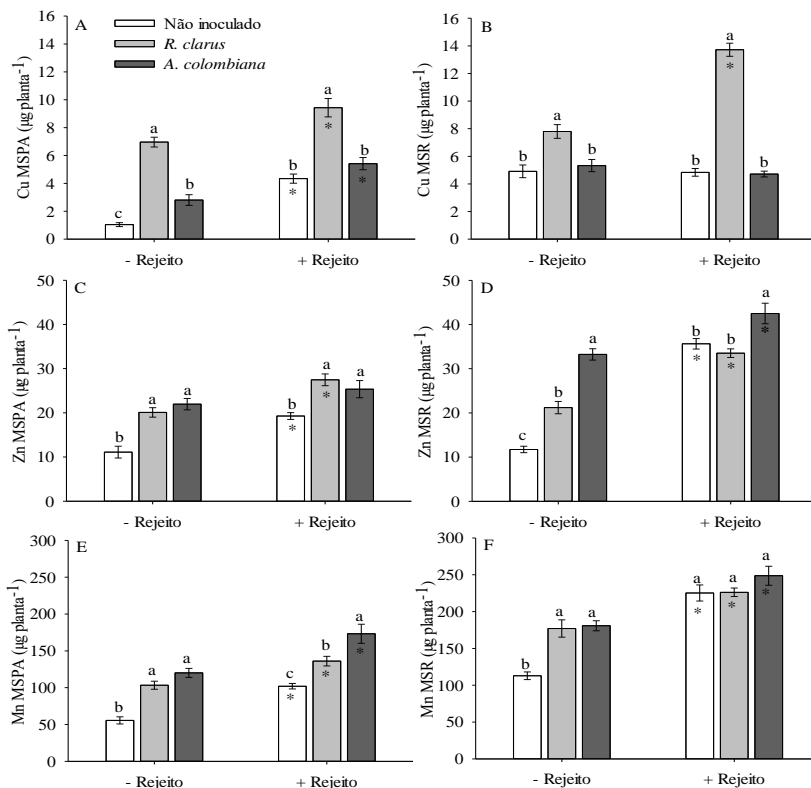 A
Não inoculado
R. clarus
A. colombiana
Cu MSPA (µg planta-1)
16
14
12
10
8
6
4
2
0
c
a
b
b
*
a
*
b
*
- Rejeito
+ Rejeito
B
Cu MSR (µg planta-1)
16
14
12
10
8
6
4
2
0
b
a
b
b
a
*
b
- Rejeito
+ Rejeito
C
Zn MSPA (µg planta-1)
50
40
30
20
10
0
b
a
a
b
*
a
*
a
- Rejeito
+ Rejeito
D
Zn MSR (µg planta-1)
50
40
30
20
10
0
c
b
a
b
*
b
*
a
*
- Rejeito
+ Rejeito
E
Mn MSPA (µg planta-1)
300
250
200
150
100
50
0
b
a
a
c
*
b
*
a
*
- Rejeito
+ Rejeito
F
Mn MSR (µg planta-1)
300
250
200
150
100
50
0
b
a
a
a
*
a
*
a
*
- Rejeito
+ Rejeito